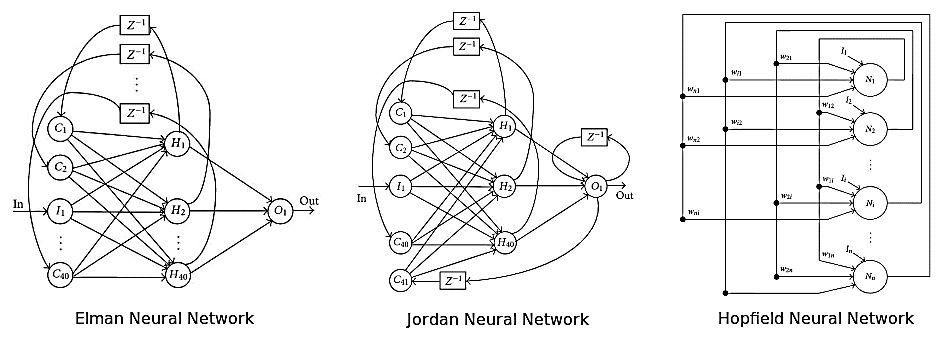 Z⁻¹
Z⁻¹
⋮
Z⁻¹
C₁
H₁
C₂
In
I₁
H₂
O₁
Out
⋮
⋮
C₄₀
H₄₀
Elman Neural Network
Z⁻¹
Z⁻¹
Z⁻¹
C₁
H₁
Z⁻¹
C₂
In
I₁
H₂
O₁
Out
C₄₀
H₄₀
C₄₁
Z⁻¹
Jordan Neural Network
w₂₁
I₁
wᵢ₁
N₁
wₙ₁
w₁₂
I₂
wᵢ₂
N₂
wₙ₂
⋮
w₁ᵢ
Iᵢ
w₂ᵢ
Nᵢ
wₙᵢ
⋮
w₁ₙ
Iₙ
w₂ₙ
Nₙ
Hopfield Neural Network